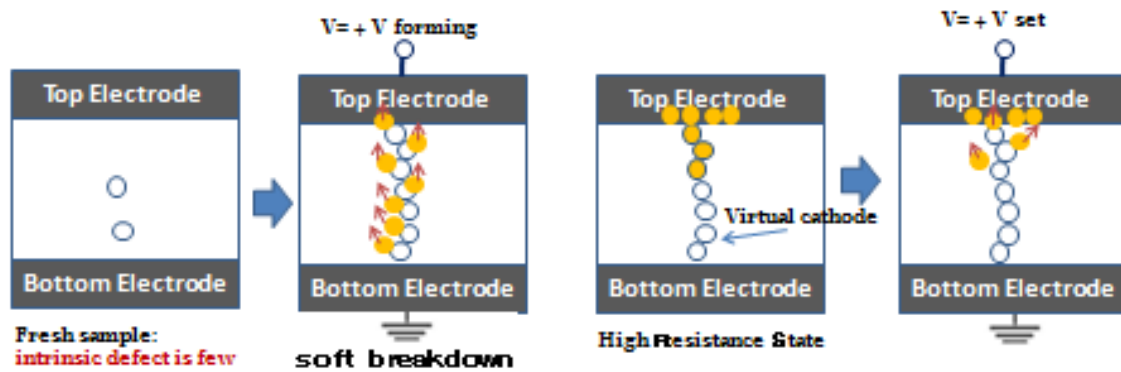 V= + V forming
V= + V set
Top Electrode
Top Electrode
Top Electrode
Top Electrode
Virtual cathode
Bottom Electrode
Bottom Electrode
Bottom Electrode
Bottom Electrode
Fresh sample:
intrinsic defect is few
soft breakdown
High Resistance State